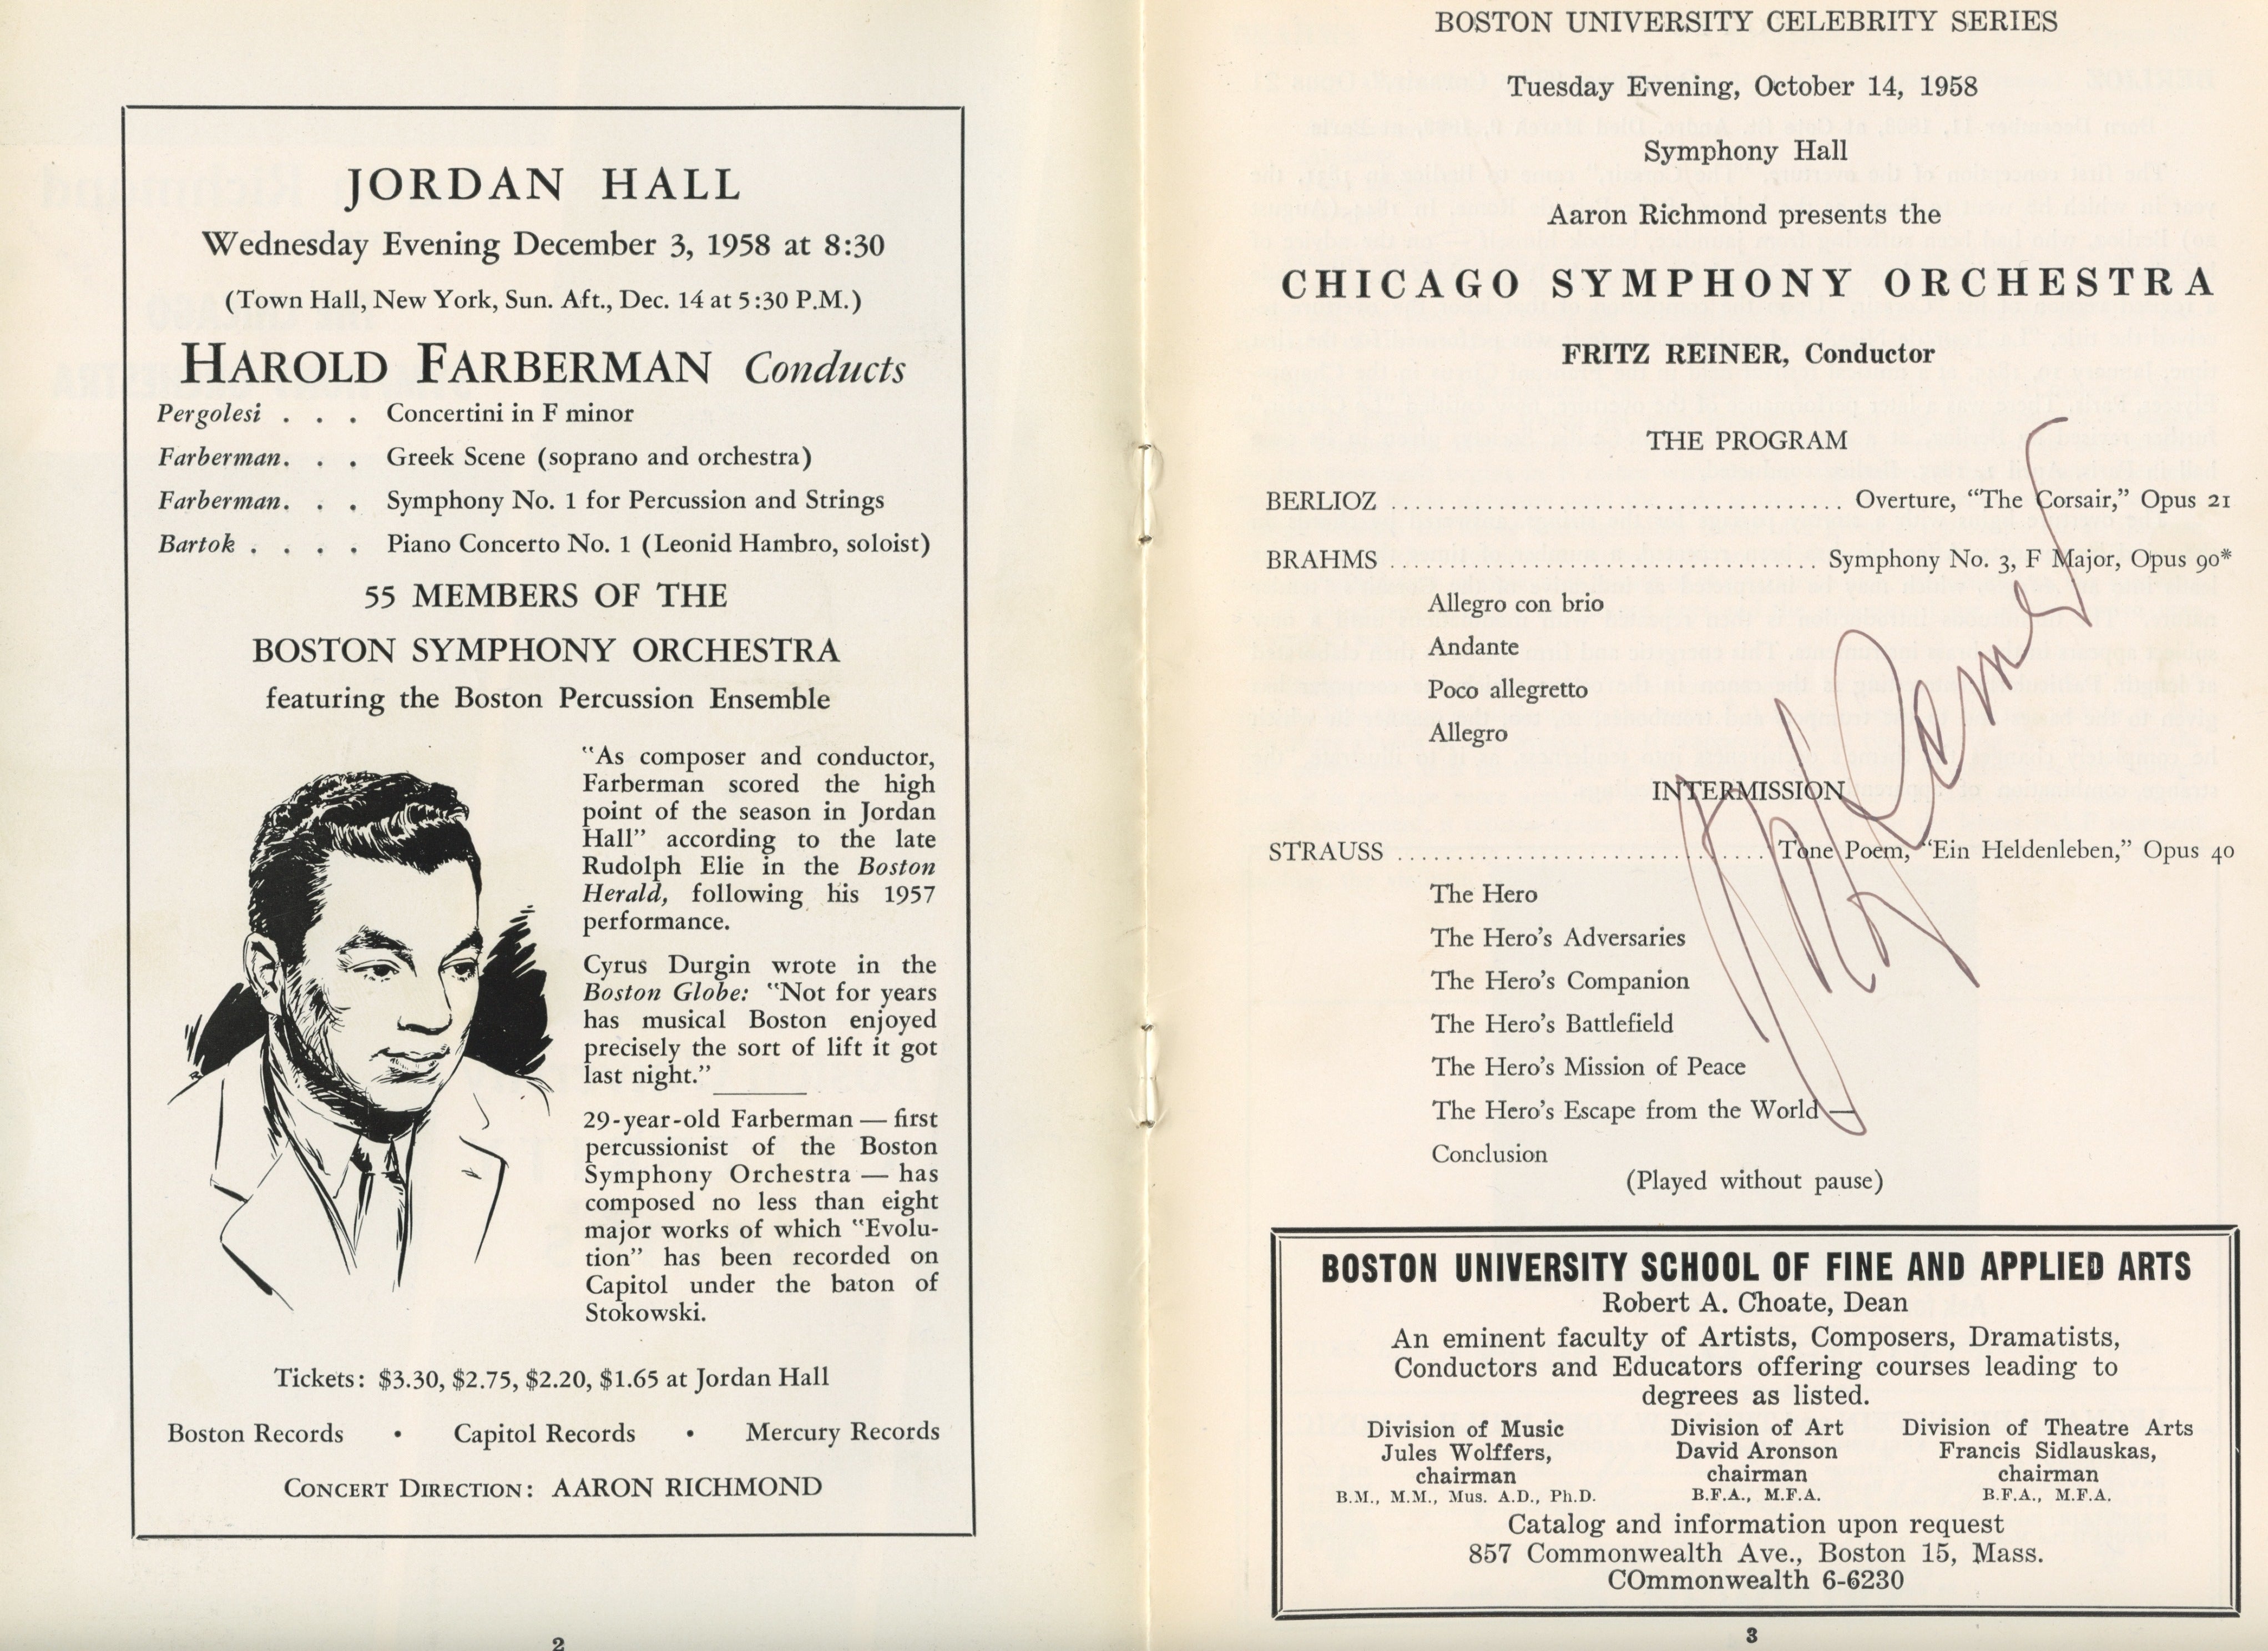 JORDAN HALL
Wednesday Evening December 3, 1958 at 8:30
(Town Hall, New York, Sun. Aft., Dec. 14 at 5:30 P.M.)
HAROLD FARBERMAN Conducts
Pergolesi . . . Concertini in F minor
Farberman. . . Greek Scene (soprano and orchestra)
Farberman. . . Symphony No. 1 for Percussion and Strings
Bartok . . . . Piano Concerto No. 1 (Leonid Hambro, soloist)
55 MEMBERS OF THE
BOSTON SYMPHONY ORCHESTRA
featuring the Boston Percussion Ensemble
"As composer and conductor,
Farberman scored the high
point of the season in Jordan
Hall" according to the late
Rudolph Elie in the Boston
Herald, following his 1957
performance.
Cyrus Durgin wrote in the
Boston Globe: "Not for years
has musical Boston enjoyed
precisely the sort of lift it got
last night."
29-year-old Farberman — first
percussionist of the Boston
Symphony Orchestra — has
composed no less than eight
major works of which "Evolu-
tion" has been recorded on
Capitol under the baton of
Stokowski.
Tickets: $3.30, $2.75, $2.20, $1.65 at Jordan Hall
Boston Records • Capitol Records • Mercury Records
CONCERT DIRECTION: AARON RICHMOND
2
BOSTON UNIVERSITY CELEBRITY SERIES
Tuesday Evening, October 14, 1958
Symphony Hall
Aaron Richmond presents the
CHICAGO SYMPHONY ORCHESTRA
FRITZ REINER, Conductor
THE PROGRAM
BERLIOZ ........................................ Overture, "The Corsair," Opus 21
BRAHMS ..................................... Symphony No. 3, F Major, Opus 90*
Allegro con brio
Andante
Poco allegretto
Allegro
INTERMISSION
STRAUSS ................................ Tone Poem, "Ein Heldenleben," Opus 40
The Hero
The Hero's Adversaries
The Hero's Companion
The Hero's Battlefield
The Hero's Mission of Peace
The Hero's Escape from the World —
Conclusion
(Played without pause)
Reiner
BOSTON UNIVERSITY SCHOOL OF FINE AND APPLIED ARTS
Robert A. Choate, Dean
An eminent faculty of Artists, Composers, Dramatists,
Conductors and Educators offering courses leading to
degrees as listed.
Division of Music Division of Art Division of Theatre Arts
Jules Wolffers, David Aronson Francis Sidlauskas,
chairman chairman chairman
B.M., M.M., Mus. A.D., Ph.D. B.F.A., M.F.A. B.F.A., M.F.A.
Catalog and information upon request
857 Commonwealth Ave., Boston 15, Mass.
COmmonwealth 6-6230
3